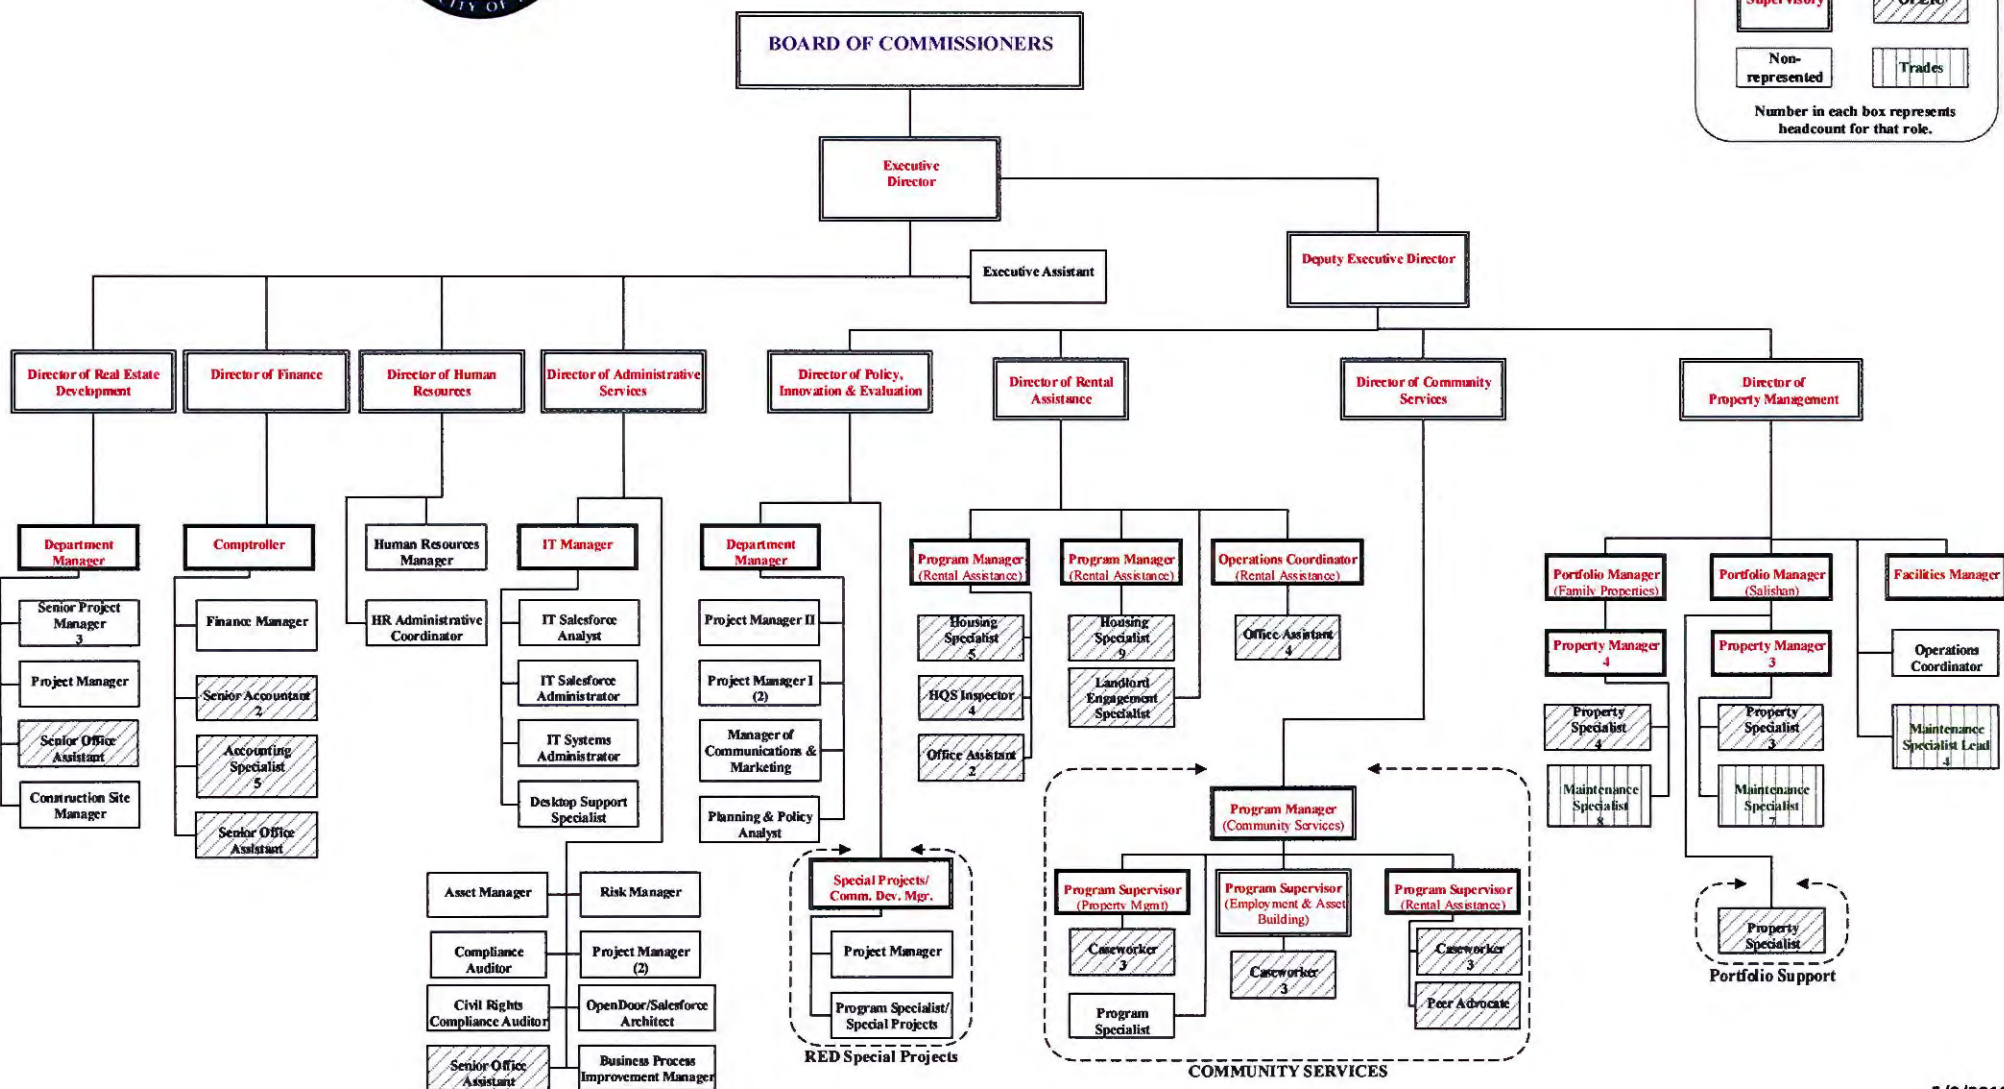 CITY OF
Supervisory
OPEIU
Non-
represented
Trades
Number in each box represents
headcount for that role.
BOARD OF COMMISSIONERS
Executive
Director
Executive Assistant
Deputy Executive Director
Director of Real Estate
Development
Director of Finance
Director of Human
Resources
Director of Administrative
Services
Director of Policy,
Innovation & Evaluation
Director of Rental
Assistance
Director of Community
Services
Director of
Property Management
Department
Manager
Senior Project
Manager
3
Project Manager
Senior Office
Assistant
Construction Site
Manager
Comptroller
Finance Manager
Senior Accountant
2
Accounting
Specialist
5
Senior Office
Assistant
Human Resources
Manager
HR Administrative
Coordinator
IT Manager
IT Salesforce
Analyst
IT Salesforce
Administrator
IT Systems
Administrator
Desktop Support
Specialist
Asset Manager
Risk Manager
Compliance
Auditor
Project Manager
(2)
Civil Rights
Compliance Auditor
OpenDoor/Salesforce
Architect
Senior Office
Assistant
Business Process
Improvement Manager
Department
Manager
Project Manager II
Project Manager I
(2)
Manager of
Communications &
Marketing
Planning & Policy
Analyst
Special Projects/
Comm. Dev. Mgr.
Project Manager
Program Specialist/
Special Projects
RED Special Projects
Program Manager
(Rental Assistance)
Housing
Specialist
5
HQS Inspector
4
Office Assistant
2
Program Manager
(Rental Assistance)
Housing
Specialist
9
Landlord
Engagement
Specialist
Operations Coordinator
(Rental Assistance)
Office Assistant
4
Program Manager
(Community Services)
Program Supervisor
(Property Mgmt)
Caseworker
3
Program
Specialist
Program Supervisor
(Employment & Asset
Building)
Caseworker
3
Program Supervisor
(Rental Assistance)
Caseworker
3
Peer Advocate
COMMUNITY SERVICES
Portfolio Manager
(Family Properties)
Property Manager
4
Property
Specialist
4
Maintenance
Specialist
8
Portfolio Manager
(Salishan)
Property Manager
3
Property
Specialist
3
Maintenance
Specialist
7
Property
Specialist
Portfolio Support
Facilities Manager
Operations
Coordinator
Maintenance
Specialist Lead
4